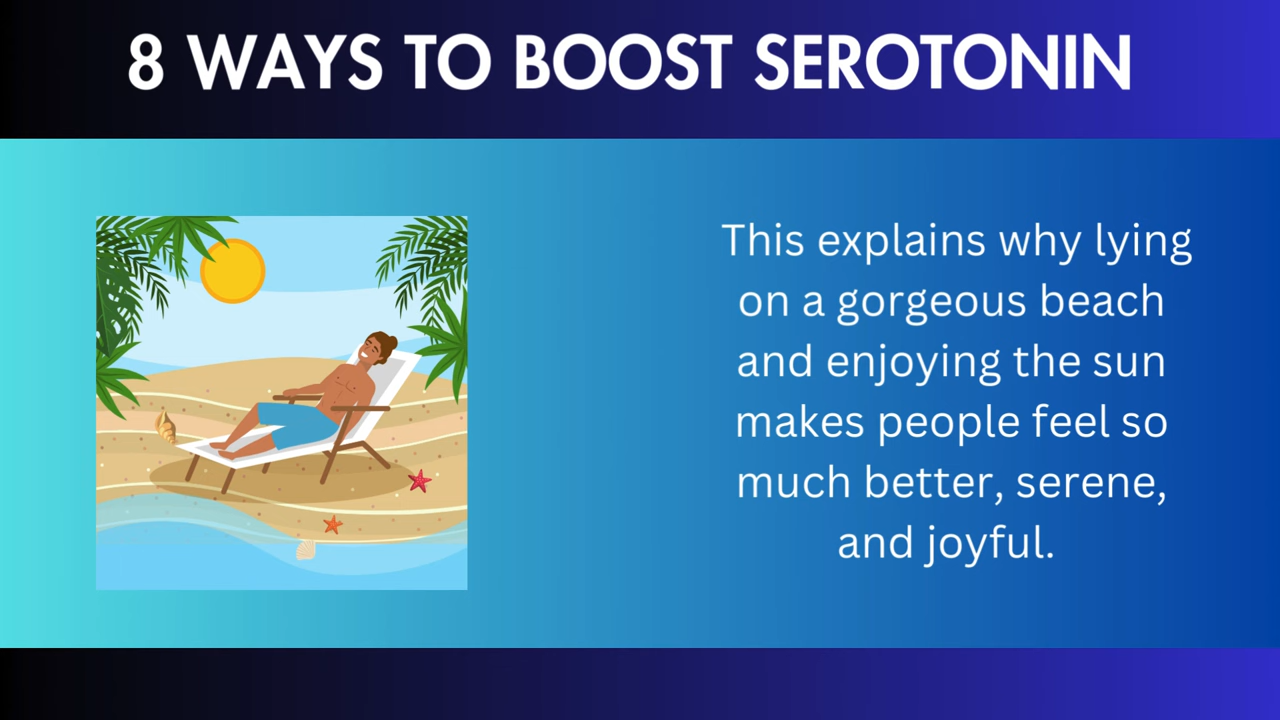 8 WAYS TO BOOST SEROTONIN
This explains why lying
on a gorgeous beach
and enjoying the sun
makes people feel so
much better, serene,
and joyful.